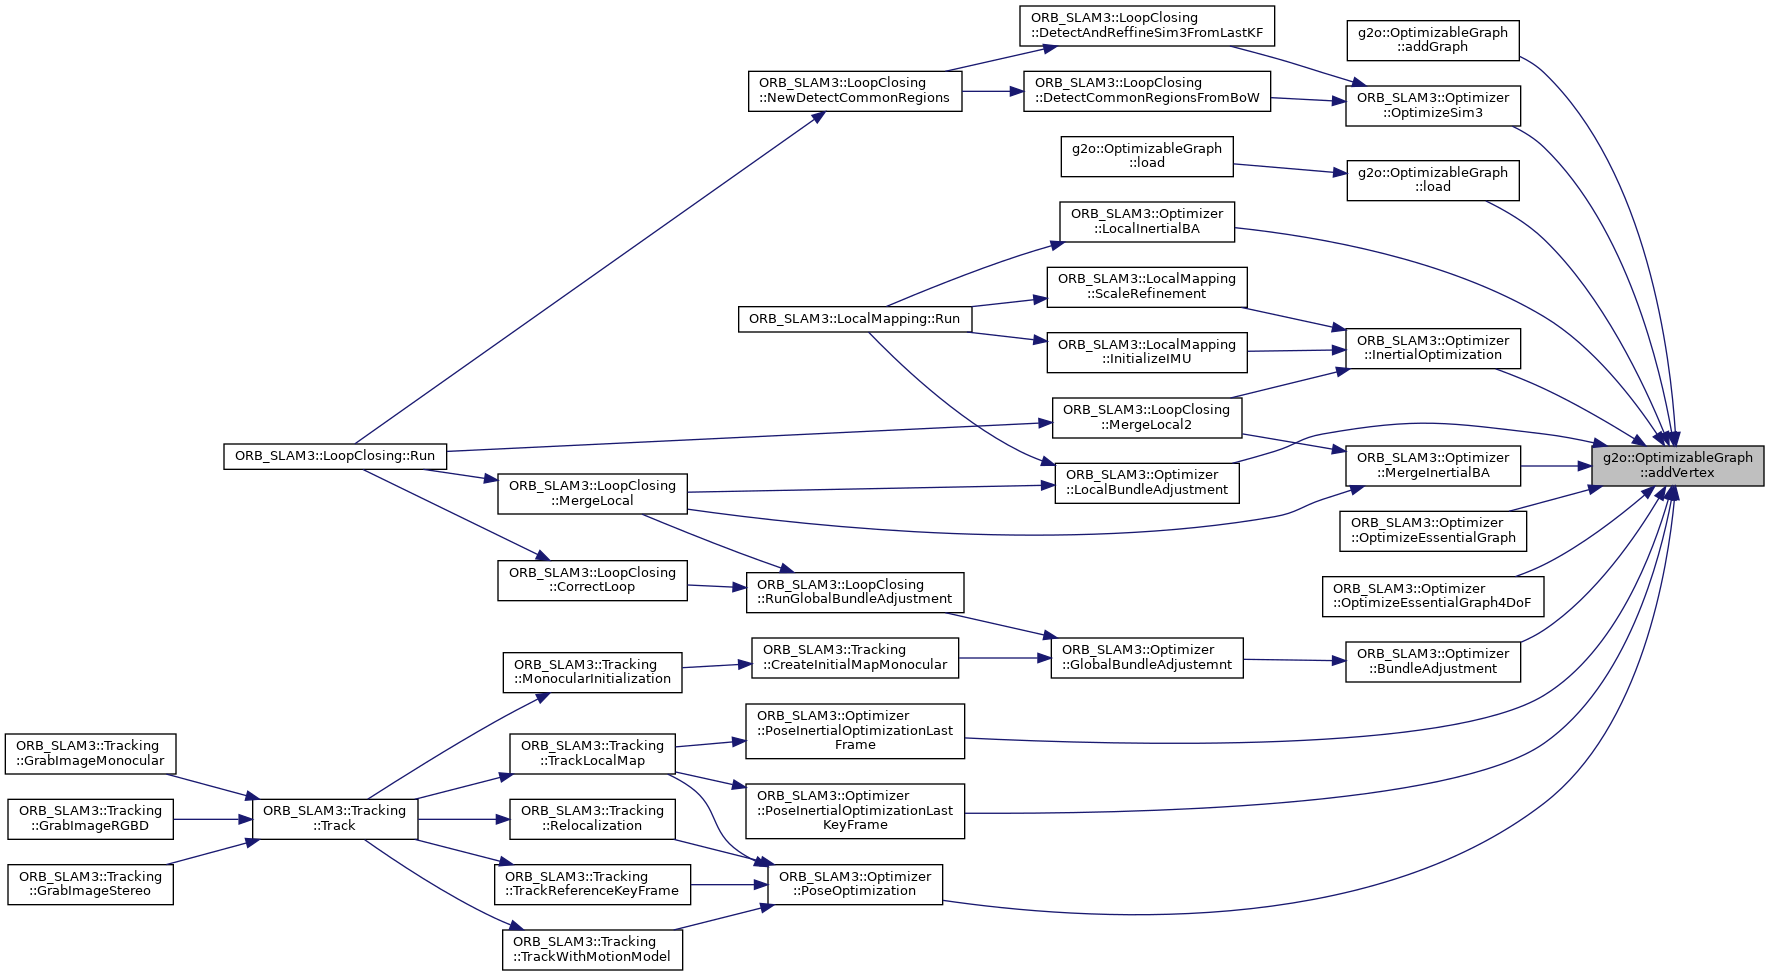 ORB_SLAM3::LoopClosing
::DetectAndReffineSim3FromLastKF
g2o::OptimizableGraph
::addGraph
ORB_SLAM3::LoopClosing
::NewDetectCommonRegions
ORB_SLAM3::LoopClosing
::DetectCommonRegionsFromBoW
ORB_SLAM3::Optimizer
::OptimizeSim3
g2o::OptimizableGraph
::load
g2o::OptimizableGraph
::load
ORB_SLAM3::Optimizer
::LocalInertialBA
ORB_SLAM3::LocalMapping
::ScaleRefinement
ORB_SLAM3::LocalMapping::Run
ORB_SLAM3::LocalMapping
::InitializeIMU
ORB_SLAM3::Optimizer
::InertialOptimization
ORB_SLAM3::LoopClosing
::MergeLocal2
ORB_SLAM3::LoopClosing::Run
ORB_SLAM3::LoopClosing
::MergeLocal
ORB_SLAM3::Optimizer
::LocalBundleAdjustment
ORB_SLAM3::Optimizer
::MergeInertialBA
g2o::OptimizableGraph
::addVertex
ORB_SLAM3::Optimizer
::OptimizeEssentialGraph
ORB_SLAM3::LoopClosing
::CorrectLoop
ORB_SLAM3::LoopClosing
::RunGlobalBundleAdjustment
ORB_SLAM3::Optimizer
::OptimizeEssentialGraph4DoF
ORB_SLAM3::Tracking
::MonocularInitialization
ORB_SLAM3::Tracking
::CreateInitialMapMonocular
ORB_SLAM3::Optimizer
::GlobalBundleAdjustemnt
ORB_SLAM3::Optimizer
::BundleAdjustment
ORB_SLAM3::Tracking
::GrabImageMonocular
ORB_SLAM3::Tracking
::TrackLocalMap
ORB_SLAM3::Optimizer
::PoseInertialOptimizationLast
Frame
ORB_SLAM3::Tracking
::GrabImageRGBD
ORB_SLAM3::Tracking
::Track
ORB_SLAM3::Tracking
::Relocalization
ORB_SLAM3::Optimizer
::PoseInertialOptimizationLast
KeyFrame
ORB_SLAM3::Tracking
::GrabImageStereo
ORB_SLAM3::Tracking
::TrackReferenceKeyFrame
ORB_SLAM3::Optimizer
::PoseOptimization
ORB_SLAM3::Tracking
::TrackWithMotionModel